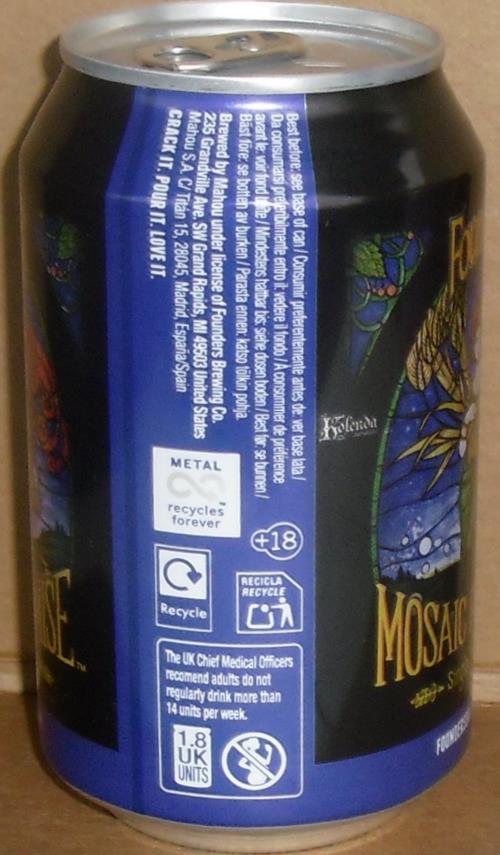 Best before: see base of can / Consumir preferentemente antes de: ver base lata /
Da consumarsi preferibilmente entro il: vedere il fondo / À consommer de préférence
avant le: voir fond / Mindestens haltbar bis: siehe dosen boden / Best før: se bunnen /
Bäst före: se botten av burken / Parasta ennen: katso tölkin pohja.
Brewed by Mahou under license of Founders Brewing Co.
235 Grandville Ave. SW Grand Rapids, MI 49503 United States
Mahou S.A. C/ Titán 15, 28045, Madrid, España/Spain
CRACK IT. POUR IT. LOVE IT.
METAL
recycles
forever
+18
Recycle
RECICLA
RECYCLE
The UK Chief Medical Officers
recomend adults do not
regularly drink more than
14 units per week.
1.8
UK
UNITS
Kolenda
FOU
MOSAIC
FOUNDERS
SE